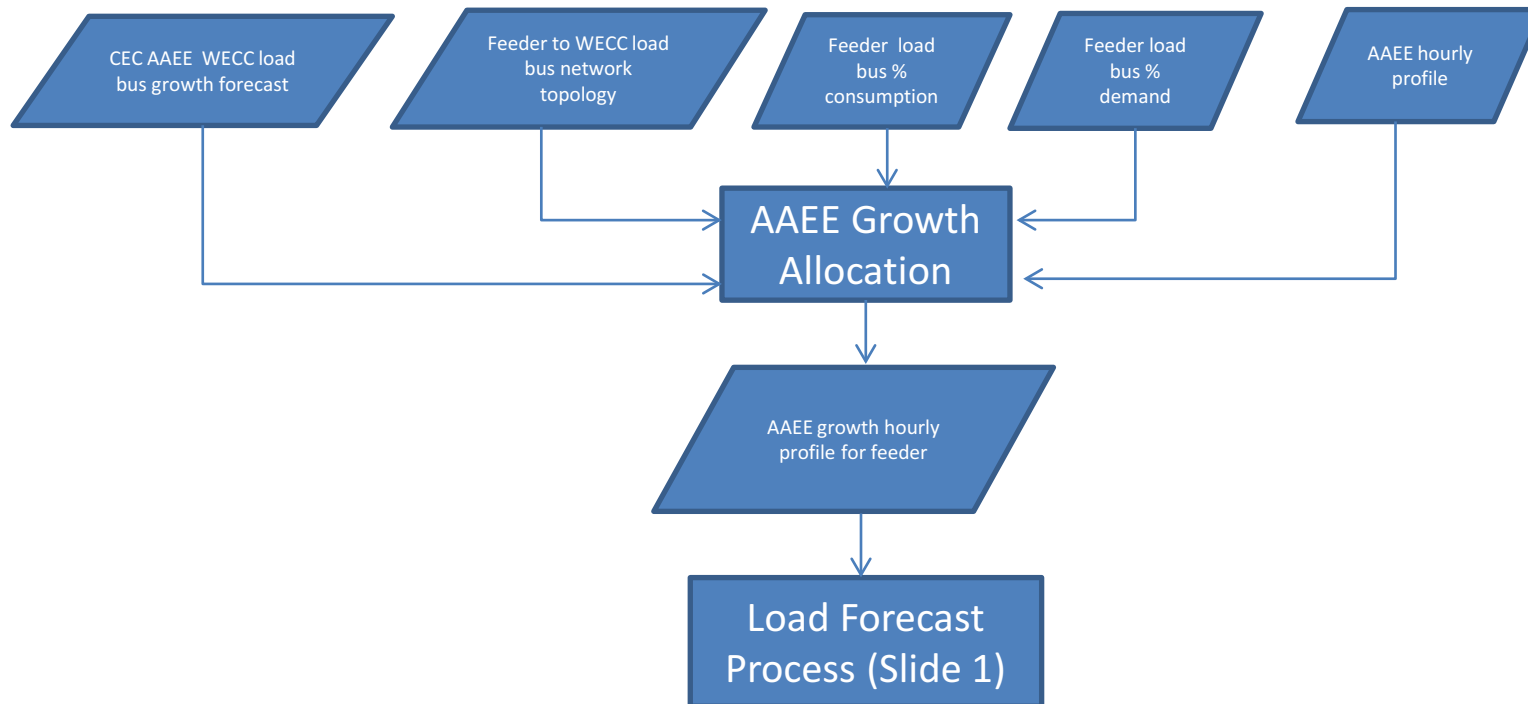 CEC AAEE  WECC load
bus growth forecast
Feeder to WECC load
bus network
topology
Feeder  load
bus %
consumption
Feeder load
bus %
demand
AAEE hourly
profile
AAEE Growth
Allocation
AAEE growth hourly
profile for feeder
Load Forecast
Process (Slide 1)